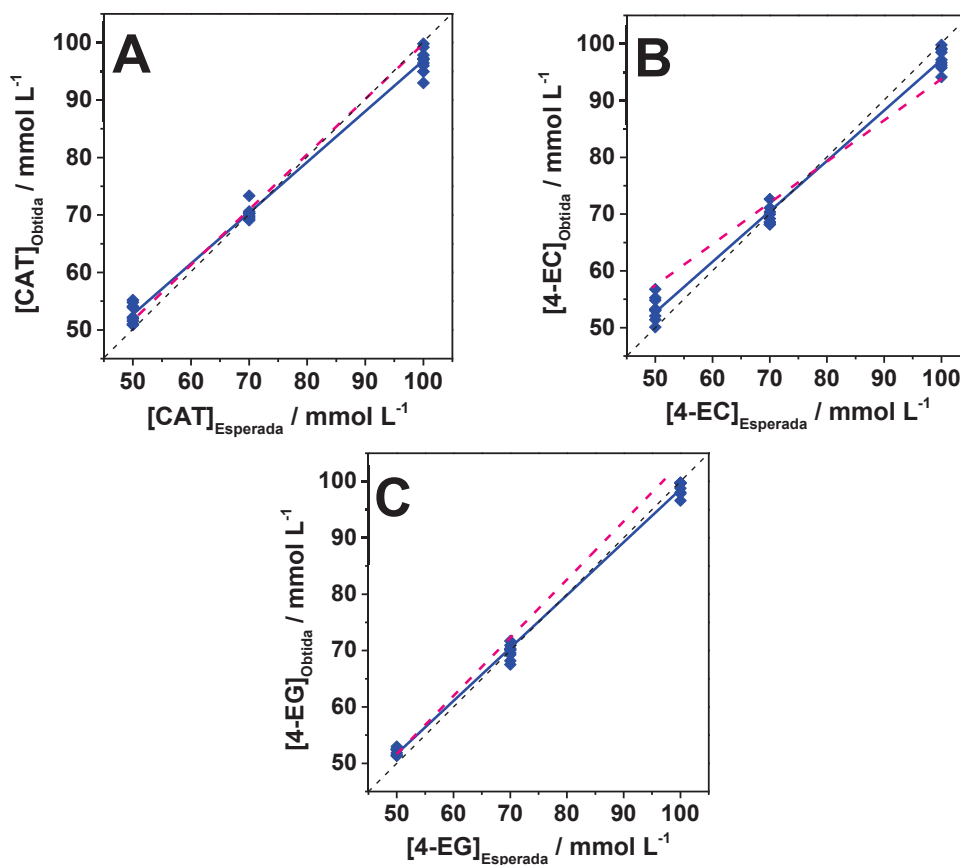 A
[CAT]Obtida / mmol L-1
100
90
80
70
60
50
50 60 70 80 90 100
[CAT]Esperada / mmol L-1
B
[4-EC]Obtida / mmol L-1
100
90
80
70
60
50
50 60 70 80 90 100
[4-EC]Esperada / mmol L-1
C
[4-EG]Obtida / mmol L-1
100
90
80
70
60
50
50 60 70 80 90 100
[4-EG]Esperada / mmol L-1